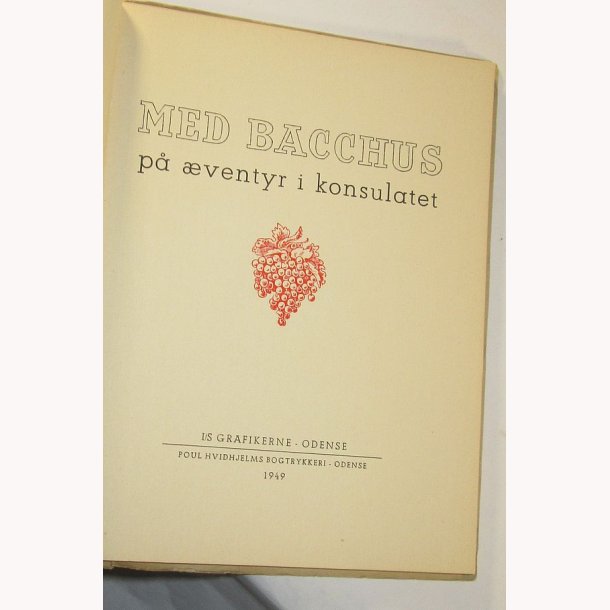 MED BACCHUS
på æventyr i konsulatet
I/S GRAFIKERNE - ODENSE
POUL HVIDHJELMS BOGTRYKKERI - ODENSE
1949